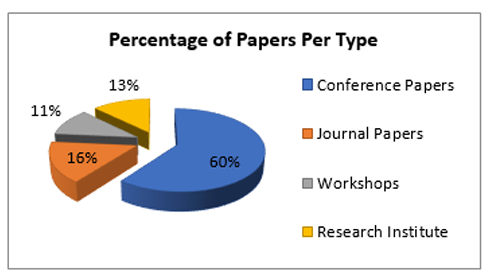 Percentage of Papers Per Type
13%
11%
16%
60%
Conference Papers
Journal Papers
Workshops
Research Institute